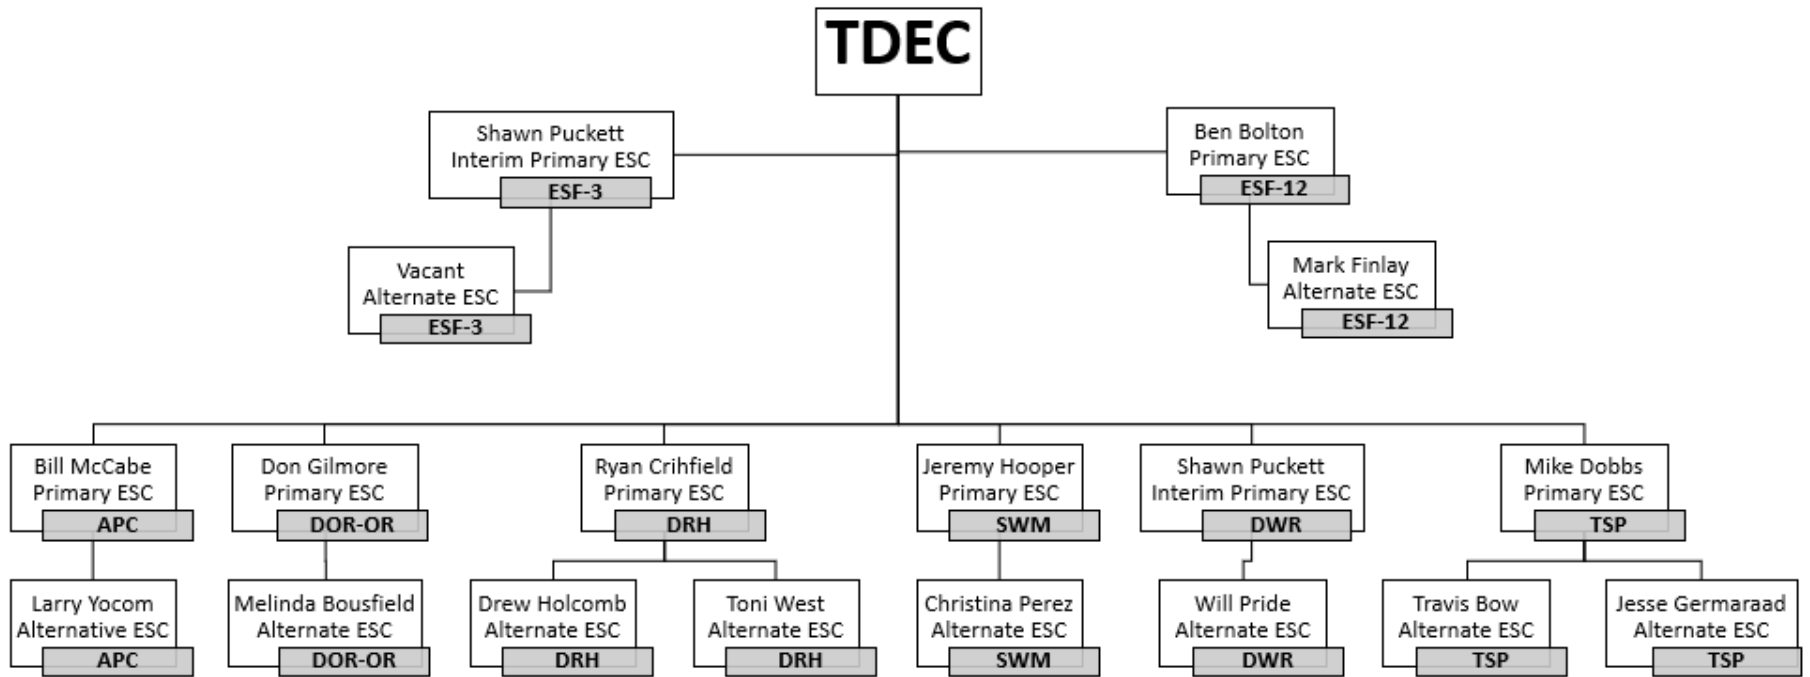 TDEC
Shawn Puckett
Interim Primary ESC
ESF-3
Ben Bolton
Primary ESC
ESF-12
Vacant
Alternate ESC
ESF-3
Mark Finlay
Alternate ESC
ESF-12
Bill McCabe
Primary ESC
APC
Don Gilmore
Primary ESC
DOR-OR
Ryan Crihfield
Primary ESC
DRH
Jeremy Hooper
Primary ESC
SWM
Shawn Puckett
Interim Primary ESC
DWR
Mike Dobbs
Primary ESC
TSP
Larry Yocom
Alternative ESC
APC
Melinda Bousfield
Alternate ESC
DOR-OR
Drew Holcomb
Alternate ESC
DRH
Toni West
Alternate ESC
DRH
Christina Perez
Alternate ESC
SWM
Will Pride
Alternate ESC
DWR
Travis Bow
Alternate ESC
TSP
Jesse Germaraad
Alternate ESC
TSP